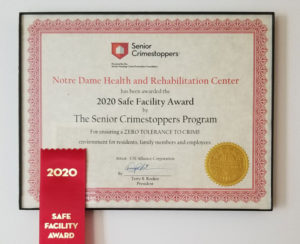 Senior
Crimestoppers
Notre Dame Health and Rehabilitation Center
has been awarded the
2020 Safe Facility Award
by
The Senior Crimestoppers Program
For ensuring a ZERO TOLERANCE TO CRIME
environment for residents, family members and employees
President
2020
SAFE
FACILITY
AWARD